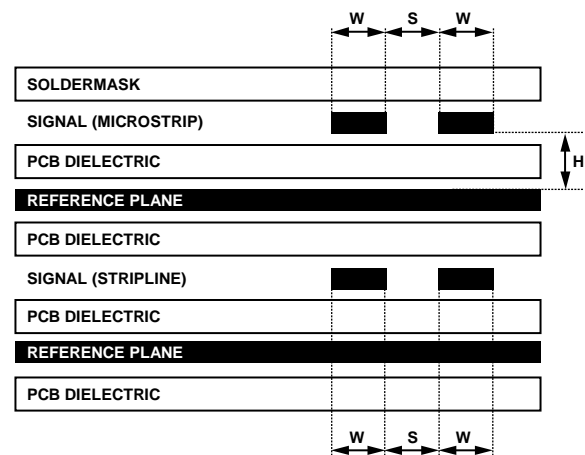 W S W
SOLDERMASK
SIGNAL (MICROSTRIP)
PCB DIELECTRIC
H
REFERENCE PLANE
PCB DIELECTRIC
SIGNAL (STRIPLINE)
PCB DIELECTRIC
REFERENCE PLANE
PCB DIELECTRIC
W S W